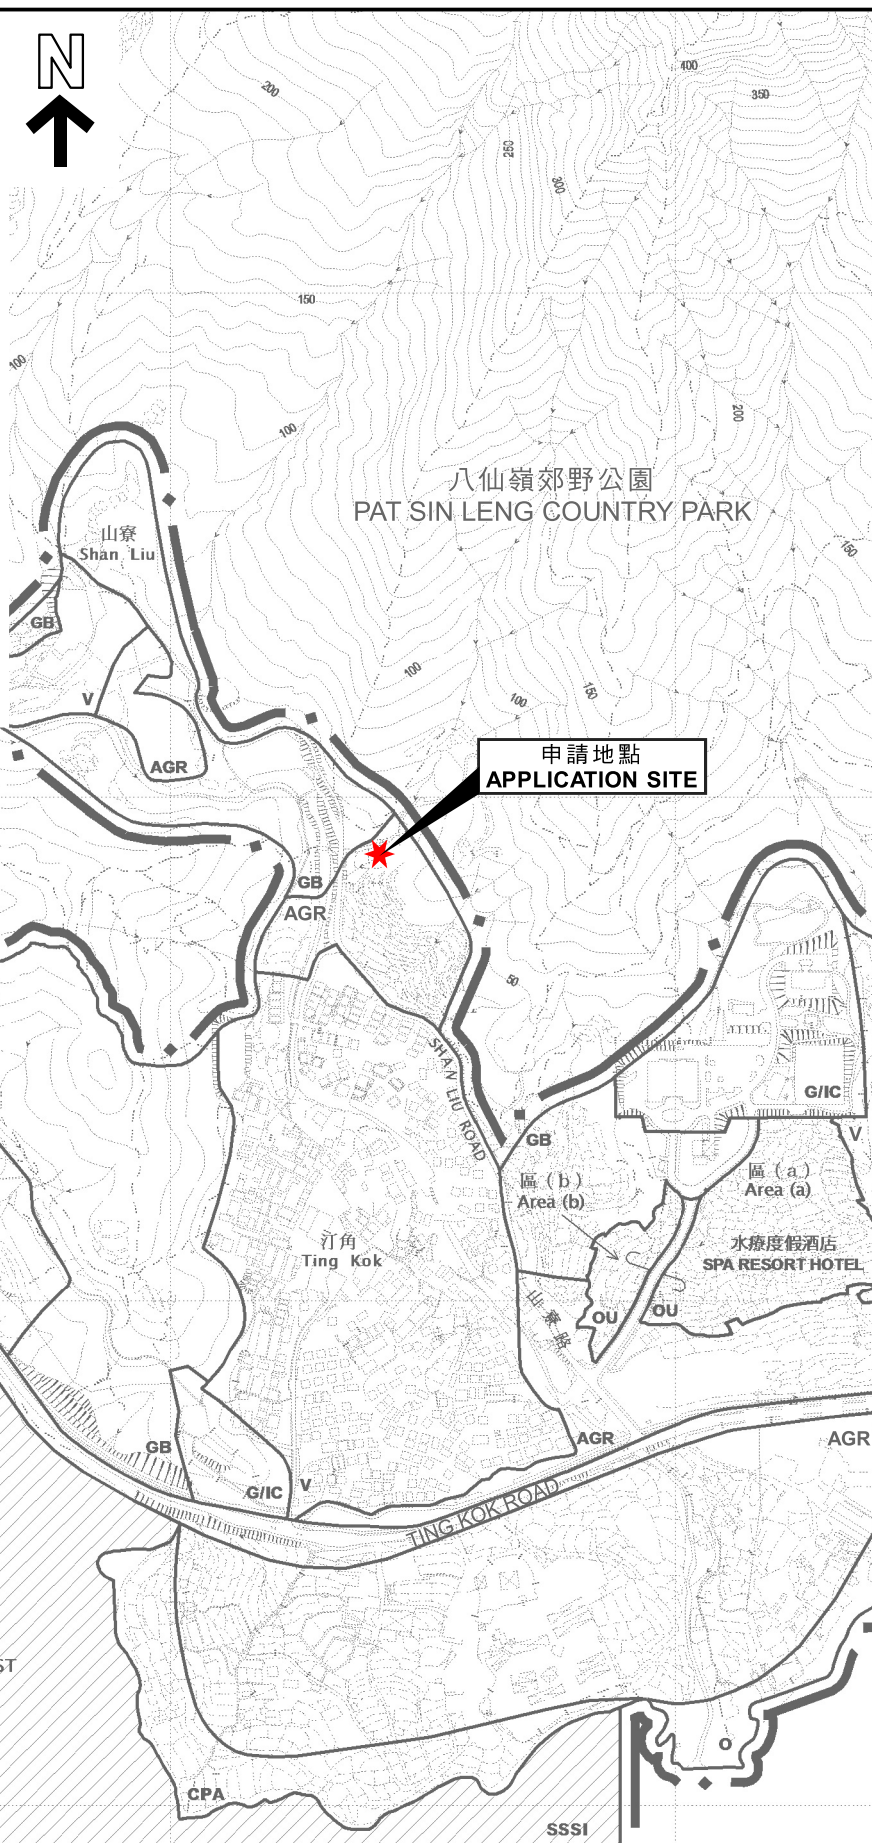 N
400
350
200
250
300
150
100
200
100
八仙嶺郊野公園
PAT SIN LENG COUNTRY PARK
山寮
Shan Liu
150
GB
100
150
100
V
申請地點
APPLICATION SITE
AGR
GB
AGR
50
SHAN LIU ROAD
G/IC
GB
V
區(b)
Area (b)
區(a)
Area (a)
汀角
Ting Kok
水療度假酒店
SPA RESORT HOTEL
山寮路
OU
OU
AGR
AGR
GB
G/IC
V
TING KOK ROAD
ST
O
CPA
SSSI